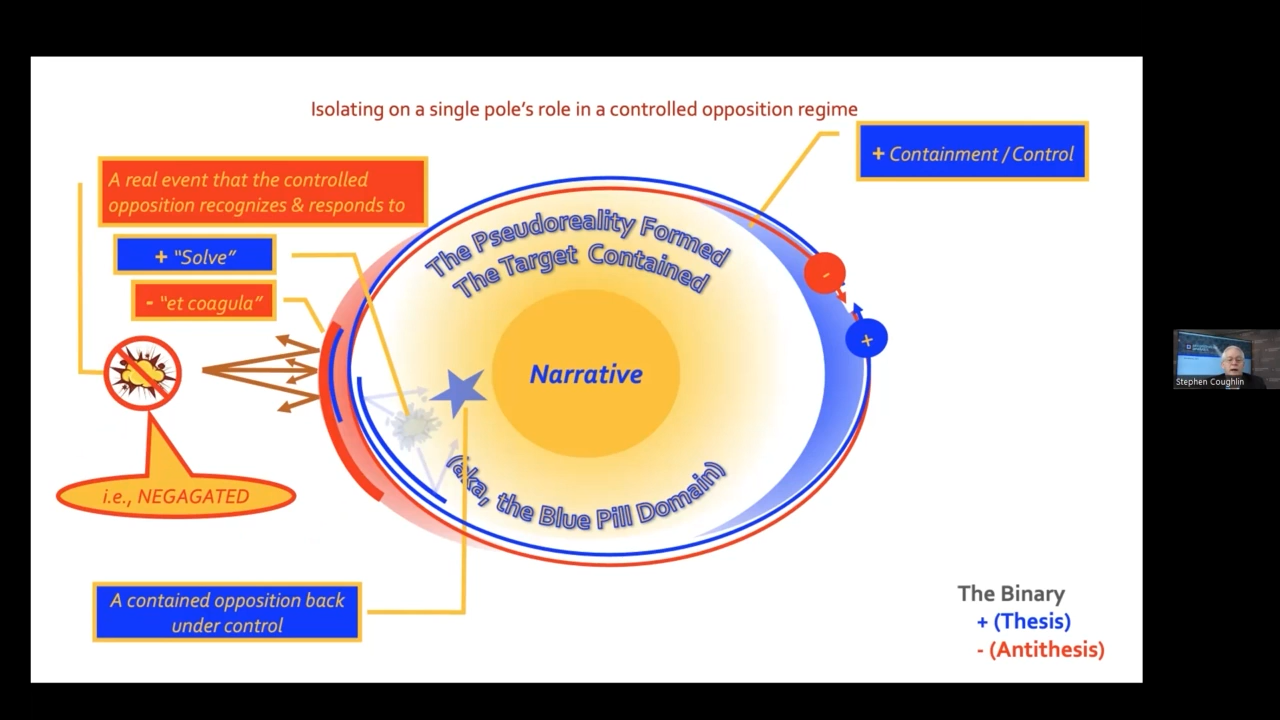 Isolating on a single pole's role in a controlled opposition regime
+ Containment / Control
A real event that the controlled
opposition recognizes & responds to
+ "Solve"
- "et coagula"
The Pseudoreality Formed
The Target Contained
-
+
Narrative
Stephen Coughlin
(aka, the Blue Pill Domain)
i.e., NEGAGATED
A contained opposition back
under control
The Binary
+ (Thesis)
- (Antithesis)